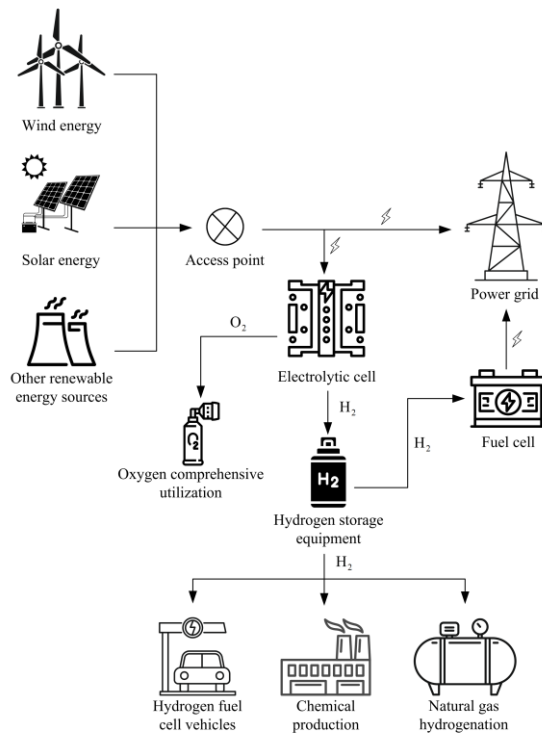 Wind energy
Solar energy
Access point
Power grid
Other renewable
energy sources
O₂
Electrolytic cell
H₂
Fuel cell
H₂
O₂
Oxygen comprehensive
utilization
H2
Hydrogen storage
equipment
H₂
Hydrogen fuel
cell vehicles
Chemical
production
Natural gas
hydrogenation